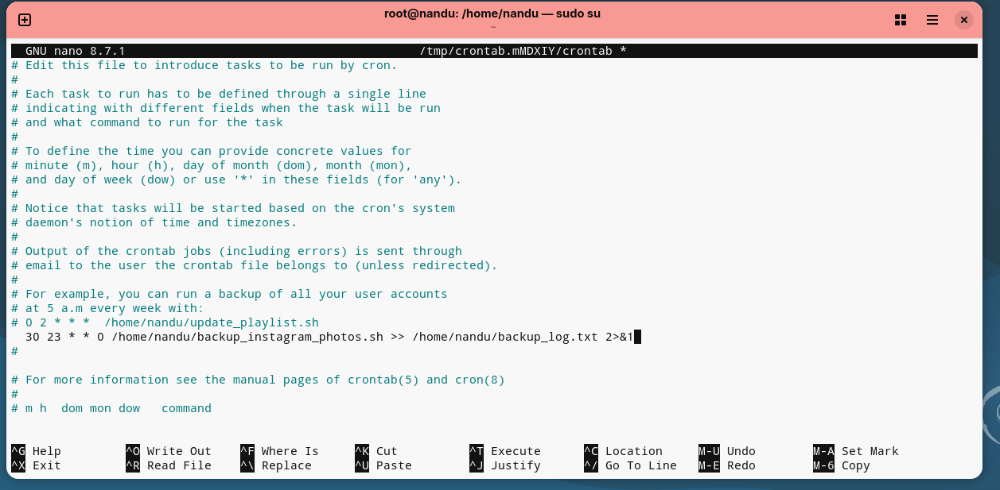 root@nandu: /home/nandu — sudo su
~
GNU nano 8.7.1 /tmp/crontab.mMDXIY/crontab *
# Edit this file to introduce tasks to be run by cron.
#
# Each task to run has to be defined through a single line
# indicating with different fields when the task will be run
# and what command to run for the task
#
# To define the time you can provide concrete values for
# minute (m), hour (h), day of month (dom), month (mon),
# and day of week (dow) or use '*' in these fields (for 'any').
#
# Notice that tasks will be started based on the cron's system
# daemon's notion of time and timezones.
#
# Output of the crontab jobs (including errors) is sent through
# email to the user the crontab file belongs to (unless redirected).
#
# For example, you can run a backup of all your user accounts
# at 5 a.m every week with:
# 0 2 * * *  /home/nandu/update_playlist.sh
  30 23 * * 0 /home/nandu/backup_instagram_photos.sh >> /home/nandu/backup_log.txt 2>&1
#

# For more information see the manual pages of crontab(5) and cron(8)
#
# m h  dom mon dow   command
^G Help ^O Write Out ^F Where Is ^K Cut ^T Execute ^C Location M-U Undo M-A Set Mark
^X Exit ^R Read File ^\ Replace ^U Paste ^J Justify ^/ Go To Line M-E Redo M-6 Copy